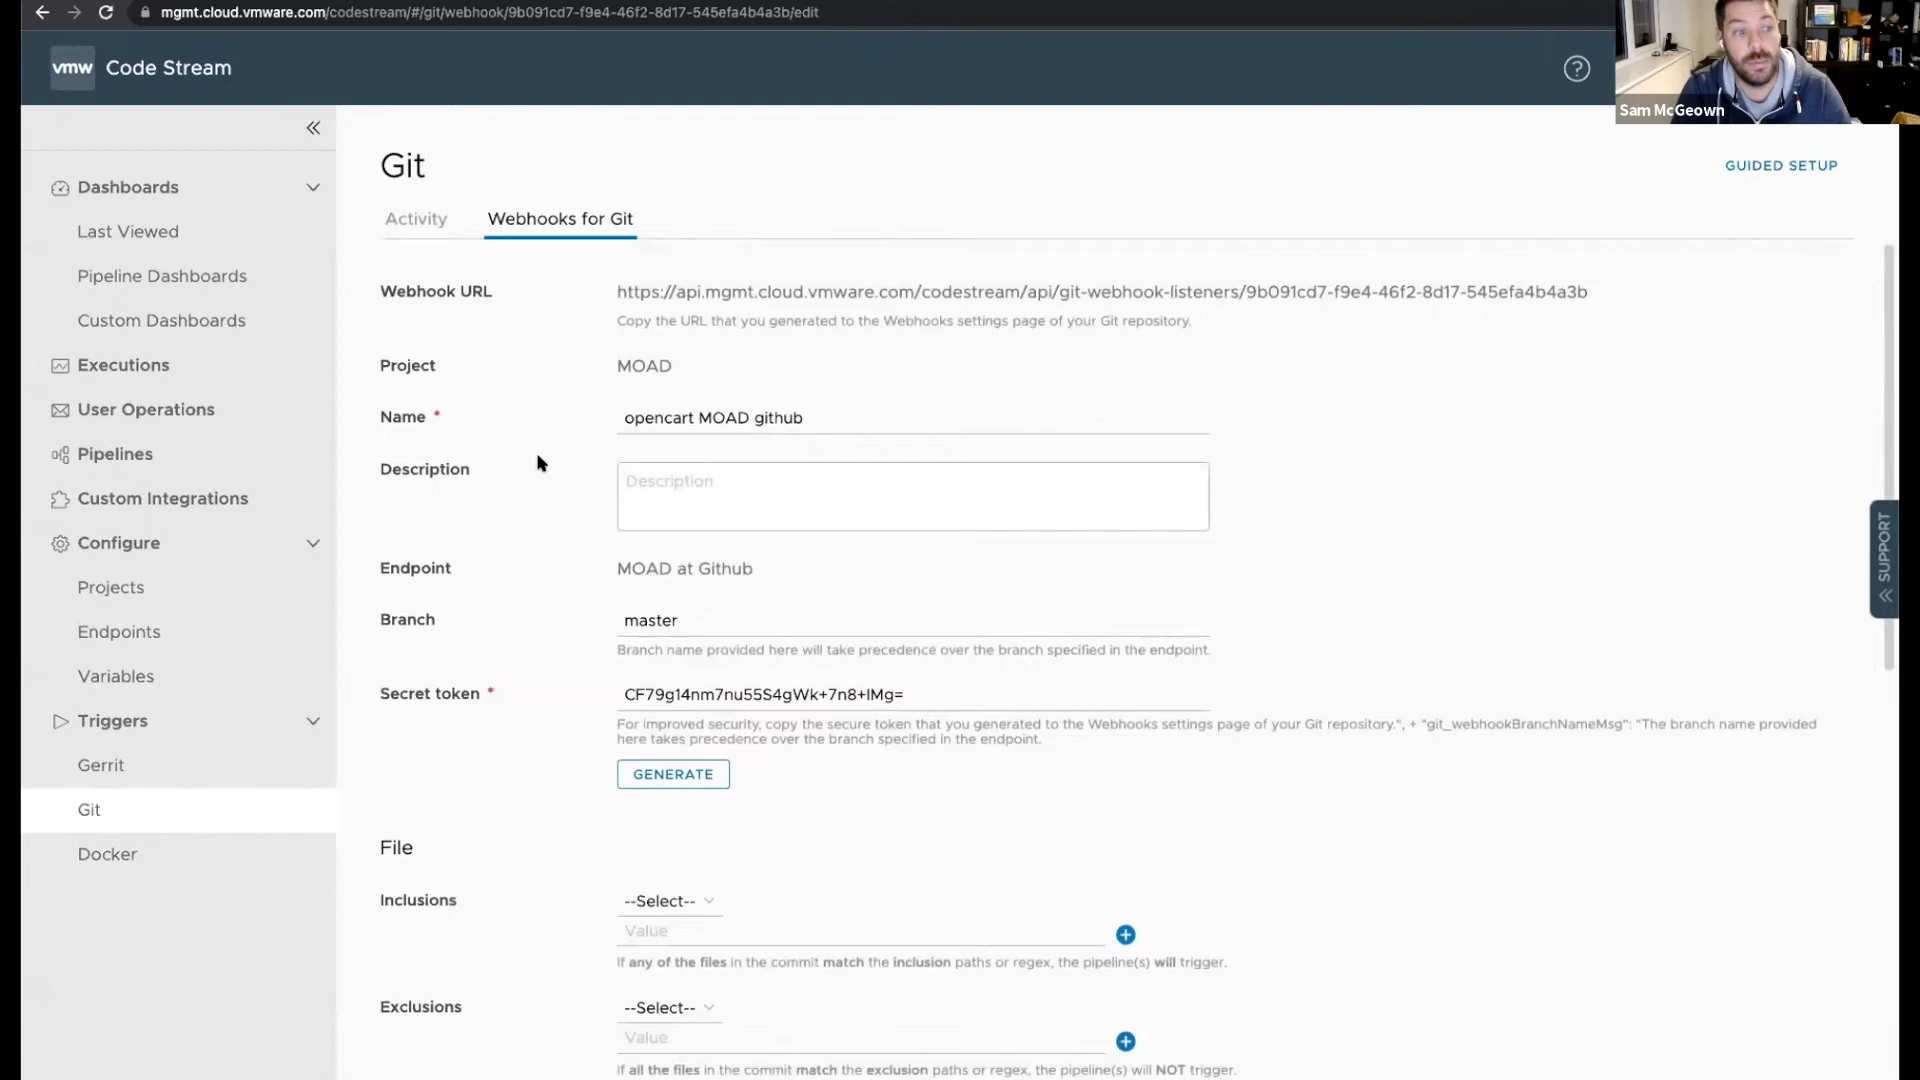 mgmt.cloud.vmware.com/codestream/#/git/webhook/9b091cd7-f9e4-46f2-8d17-545efa4b4a3b/edit
vmw Code Stream
Sam McGeown
Dashboards
Last Viewed
Pipeline Dashboards
Custom Dashboards
Executions
User Operations
Pipelines
Custom Integrations
Configure
Projects
Endpoints
Variables
Triggers
Gerrit
Git
Docker
Git
GUIDED SETUP
Activity Webhooks for Git
Webhook URL https://api.mgmt.cloud.vmware.com/codestream/api/git-webhook-listeners/9b091cd7-f9e4-46f2-8d17-545efa4b4a3b
Copy the URL that you generated to the Webhooks settings page of your Git repository.
Project MOAD
Name * opencart MOAD github
Description Description
Endpoint MOAD at Github
Branch master
Branch name provided here will take precedence over the branch specified in the endpoint.
Secret token * CF79g14nm7nu55S4gWk+7n8+IMg=
For improved security, copy the secure token that you generated to the Webhooks settings page of your Git repository.", + "git_webhookBranchNameMsg": "The branch name provided
here takes precedence over the branch specified in the endpoint.
GENERATE
File
Inclusions --Select--
Value
If any of the files in the commit match the inclusion paths or regex, the pipeline(s) will trigger.
Exclusions --Select--
Value
If all the files in the commit match the exclusion paths or regex, the pipeline(s) will NOT trigger.
SUPPORT